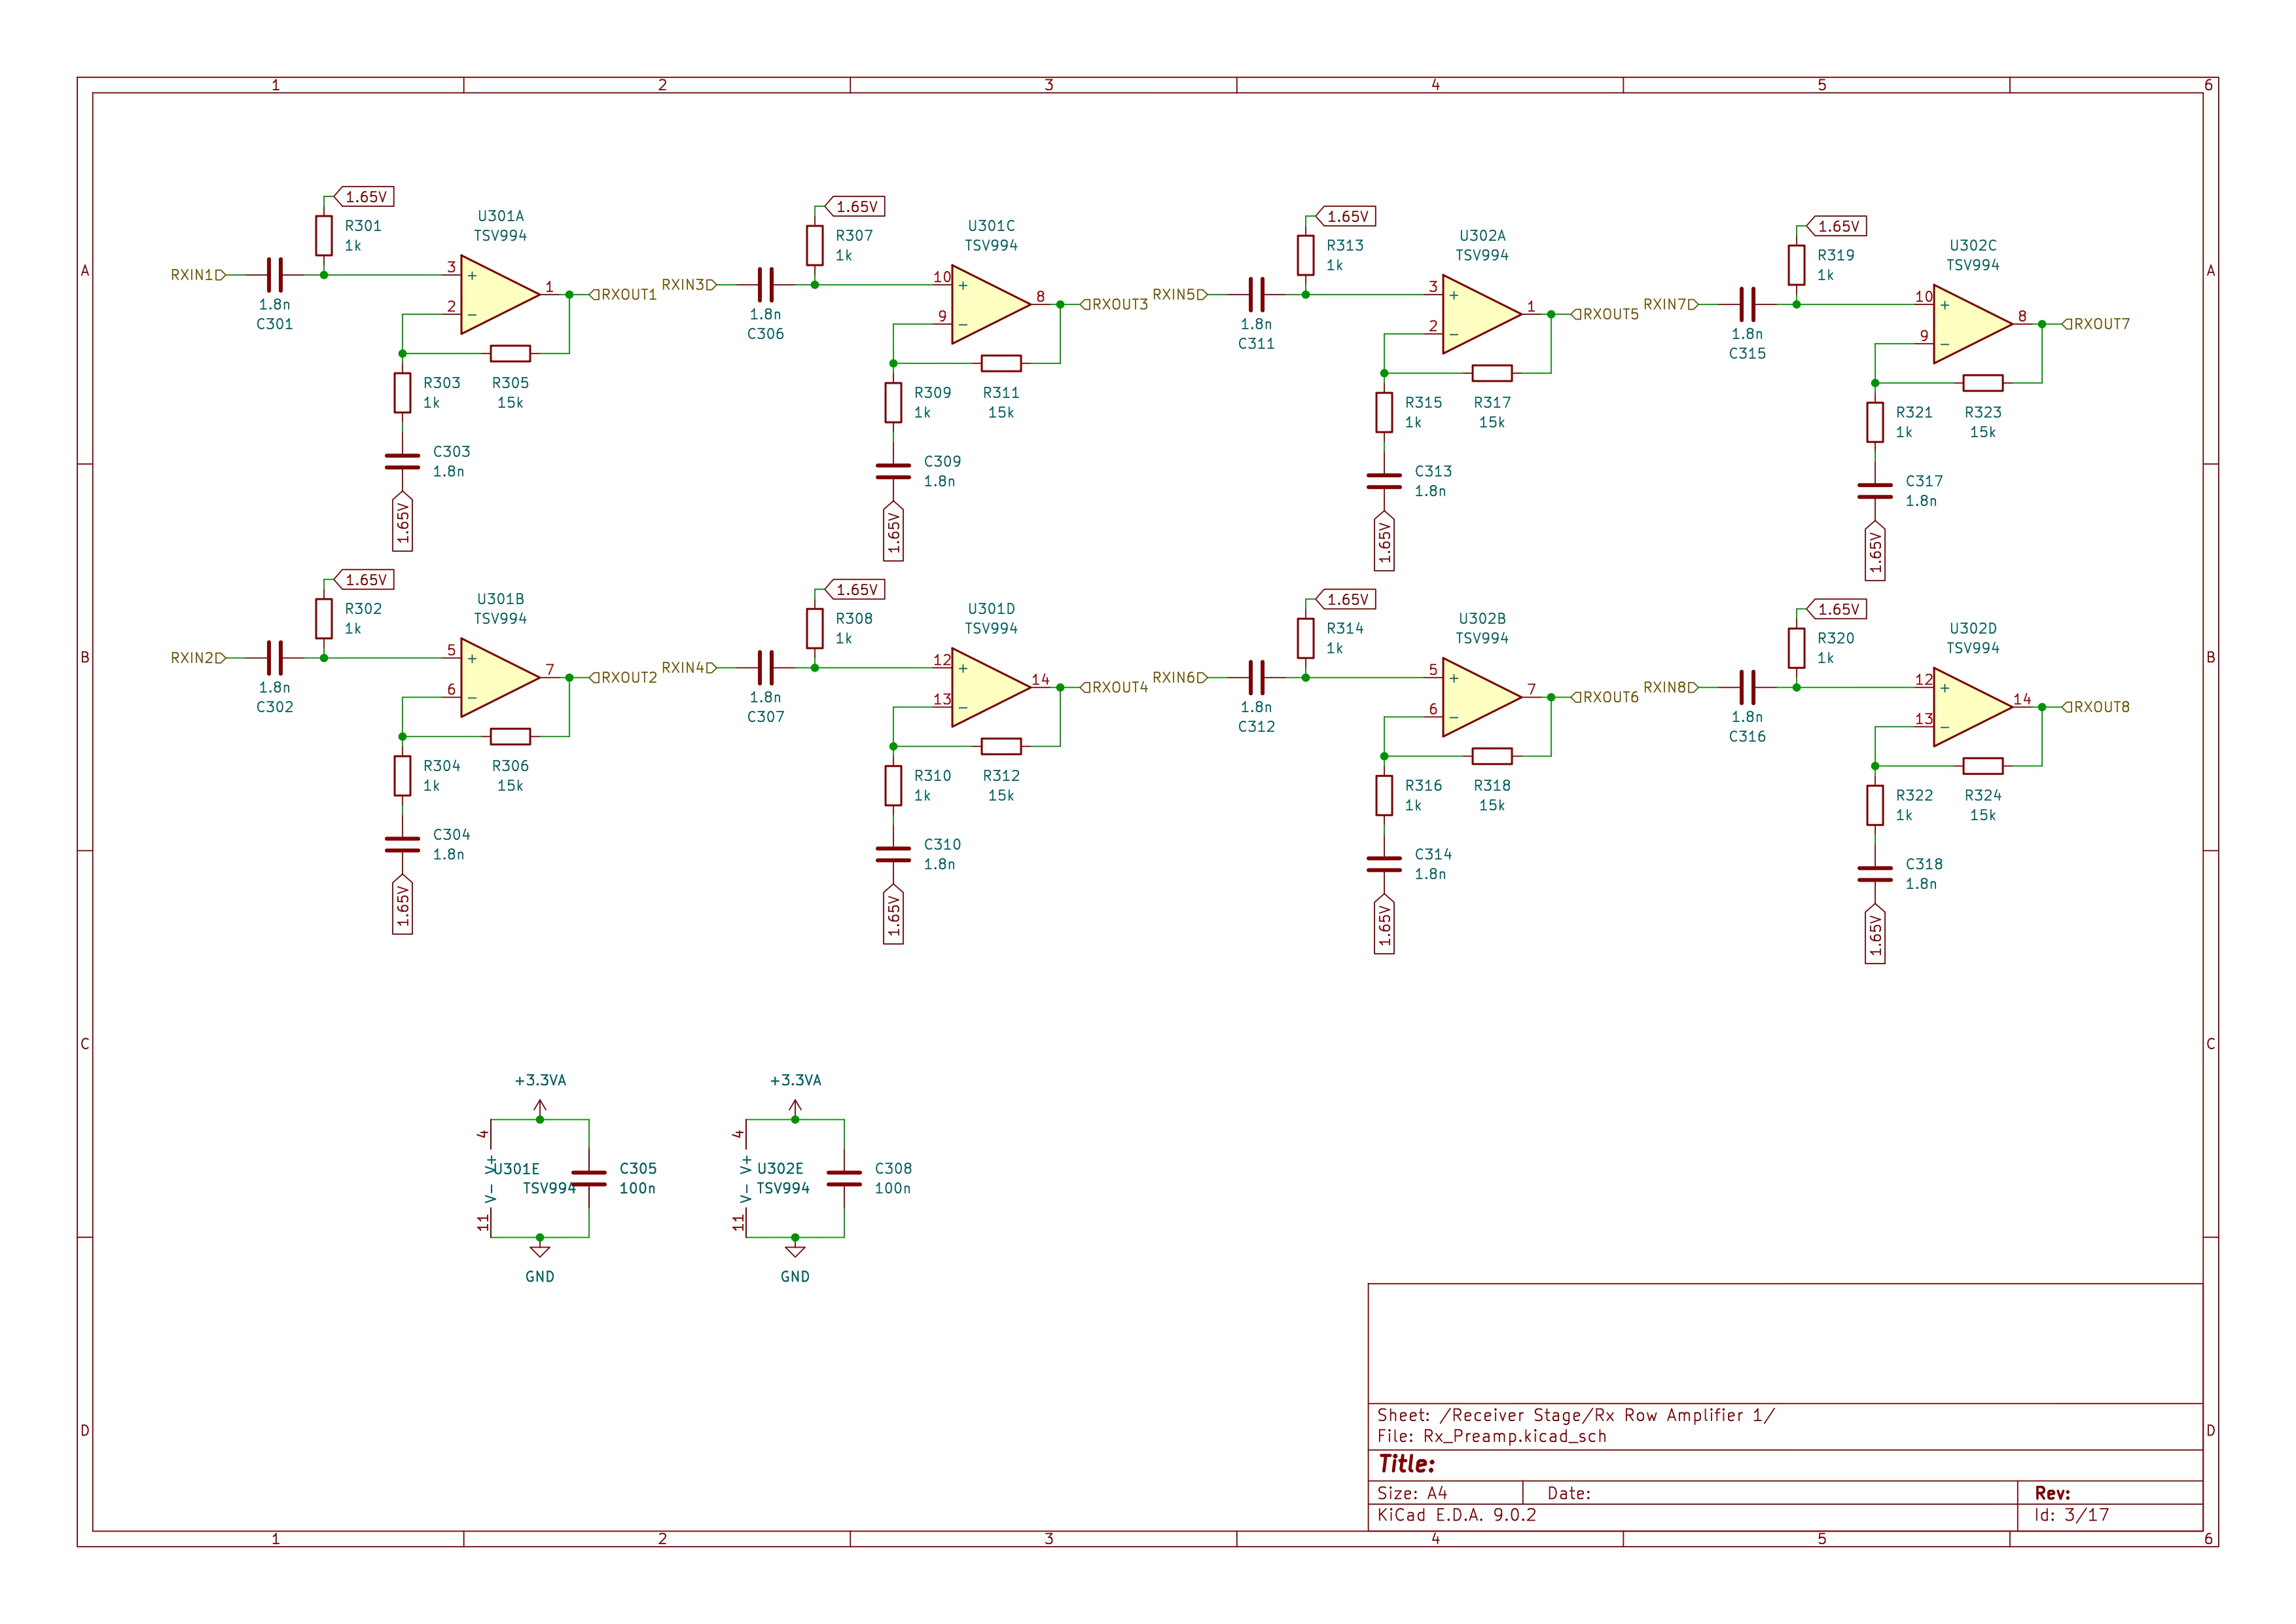 1 2 3 4 5 6
A
B
C
D
A
B
C
D
1.65V
R301
1k
RXIN1
1.8n
C301
U301A
TSV994
3
2
1
+
−
RXOUT1
R303
1k
R305
15k
C303
1.8n
1.65V
1.65V
R307
1k
RXIN3
1.8n
C306
U301C
TSV994
10
9
8
+
−
RXOUT3
R309
1k
R311
15k
C309
1.8n
1.65V
1.65V
R313
1k
RXIN5
1.8n
C311
U302A
TSV994
3
2
1
+
−
RXOUT5
R315
1k
R317
15k
C313
1.8n
1.65V
1.65V
R319
1k
RXIN7
1.8n
C315
U302C
TSV994
10
9
8
+
−
RXOUT7
R321
1k
R323
15k
C317
1.8n
1.65V
1.65V
R302
1k
RXIN2
1.8n
C302
U301B
TSV994
5
6
7
+
−
RXOUT2
R304
1k
R306
15k
C304
1.8n
1.65V
1.65V
R308
1k
RXIN4
1.8n
C307
U301D
TSV994
12
13
14
+
−
RXOUT4
R310
1k
R312
15k
C310
1.8n
1.65V
1.65V
R314
1k
RXIN6
1.8n
C312
U302B
TSV994
5
6
7
+
−
RXOUT6
R316
1k
R318
15k
C314
1.8n
1.65V
1.65V
R320
1k
RXIN8
1.8n
C316
U302D
TSV994
12
13
14
+
−
RXOUT8
R322
1k
R324
15k
C318
1.8n
1.65V
+3.3VA
4
V+
U301E
TSV994
V-
11
C305
100n
GND
+3.3VA
4
V+
U302E
TSV994
V-
11
C308
100n
GND
Sheet: /Receiver Stage/Rx Row Amplifier 1/
File: Rx_Preamp.kicad_sch
Title:
Size: A4 Date: Rev:
KiCad E.D.A. 9.0.2 Id: 3/17
1 2 3 4 5 6